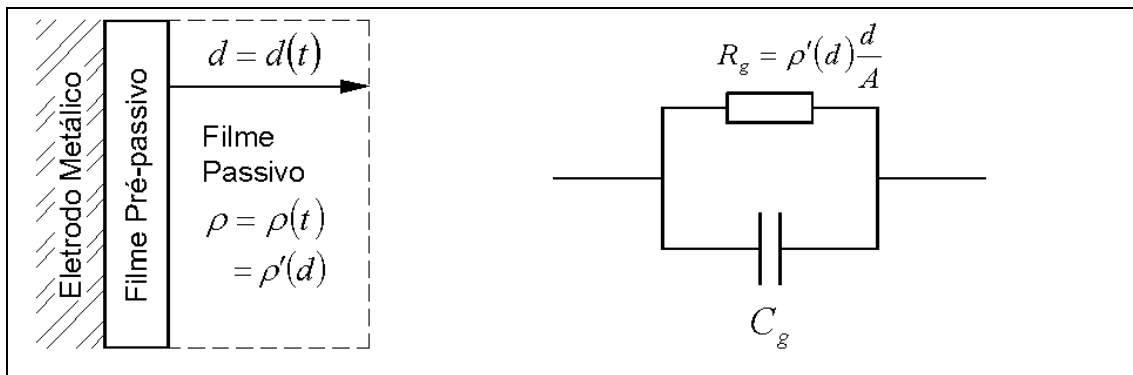 Eletrodo Metálico
Filme Pré-passivo
d = d(t)
Filme
Passivo
ρ = ρ(t)
= ρ′(d)
R_g = ρ′(d) d/A
C_g